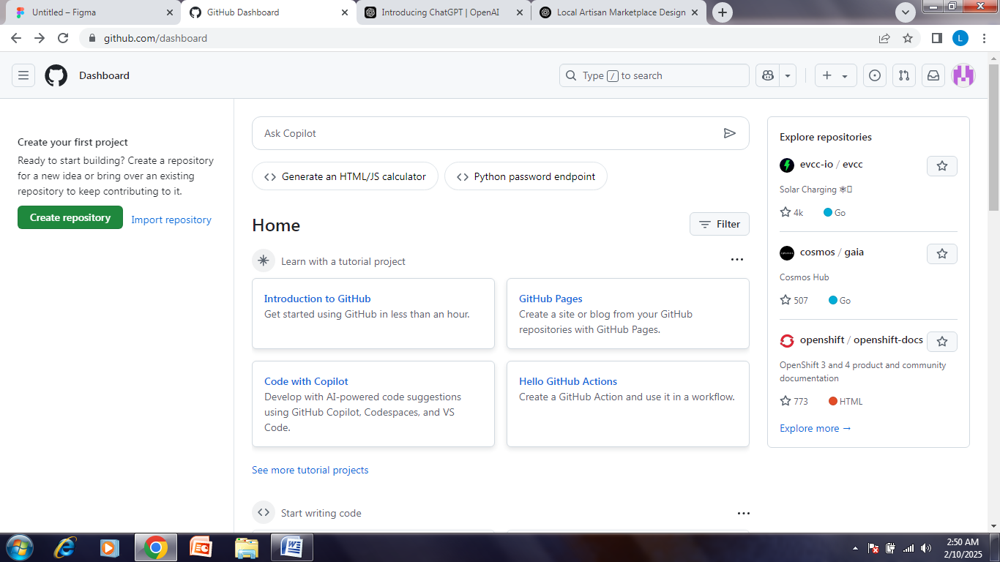 Untitled – Figma
GitHub Dashboard
Introducing ChatGPT | OpenAI
Local Artisan Marketplace Design
github.com/dashboard
L
Dashboard
Type / to search
Create your first project
Ready to start building? Create a repository
for a new idea or bring over an existing
repository to keep contributing to it.
Create repository
Import repository
Ask Copilot
Generate an HTML/JS calculator
Python password endpoint
Home
Filter
Learn with a tutorial project
Introduction to GitHub
Get started using GitHub in less than an hour.
GitHub Pages
Create a site or blog from your GitHub
repositories with GitHub Pages.
Code with Copilot
Develop with AI-powered code suggestions
using GitHub Copilot, Codespaces, and VS
Code.
Hello GitHub Actions
Create a GitHub Action and use it in a workflow.
See more tutorial projects
Start writing code
Explore repositories
evcc-io / evcc
Solar Charging
4k
Go
cosmos / gaia
Cosmos Hub
507
Go
openshift / openshift-docs
OpenShift 3 and 4 product and community
documentation
773
HTML
Explore more →
2:50 AM
2/10/2025